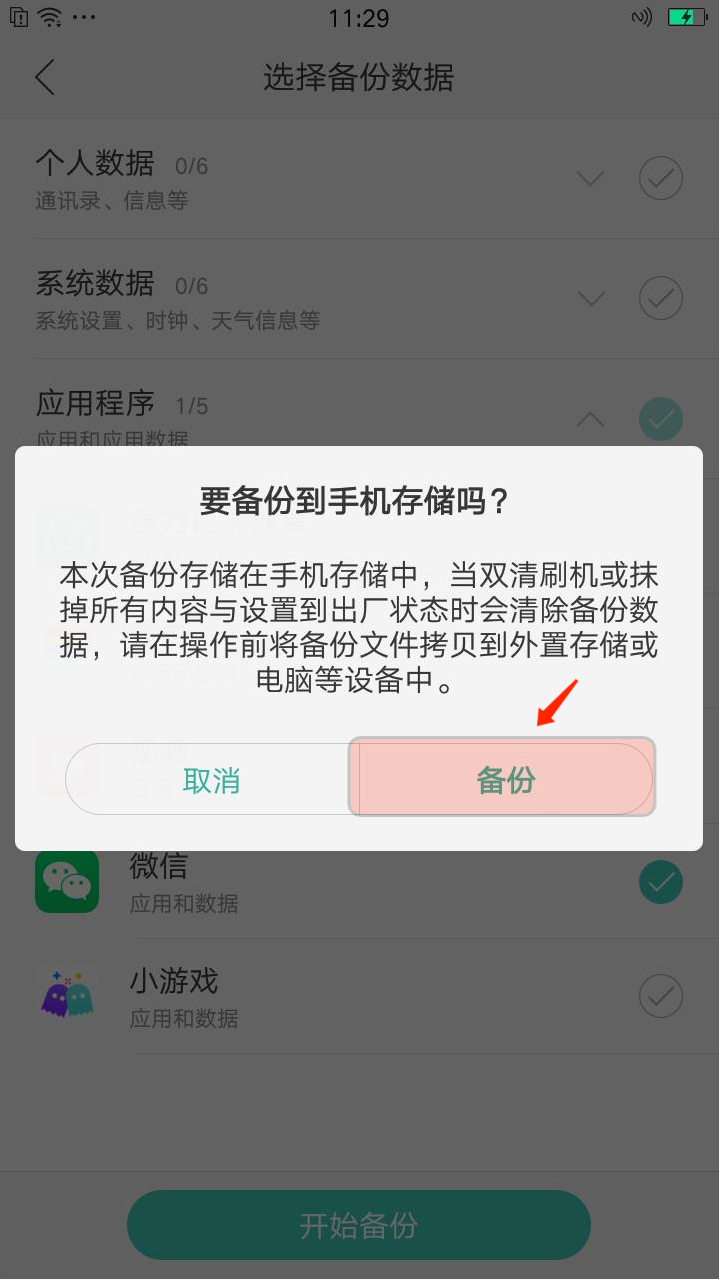 11:29
选择备份数据
个人数据 0/6
通讯录、信息等
系统数据 0/6
系统设置、时钟、天气信息等
应用程序 1/5
应用和应用数据
要备份到手机存储吗？
本次备份存储在手机存储中，当双清刷机或抹
掉所有内容与设置到出厂状态时会清除备份数
据，请在操作前将备份文件拷贝到外置存储或
电脑等设备中。
取消
备份
微信
应用和数据
小游戏
应用和数据
开始备份